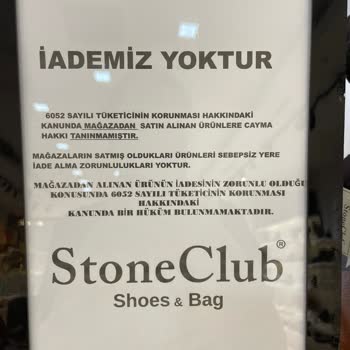 İADEMİZ YOKTUR
6052 SAYILI TÜKETİCİNİN KORUNMASI HAKKINDAKİ
KANUNDA MAĞAZADAN SATIN ALINAN ÜRÜNLERE CAYMA
HAKKI TANINMAMIŞTIR.
MAĞAZALARIN SATMIŞ OLDUKLARI ÜRÜNLERİ SEBEPSİZ YERE
İADE ALMA ZORUNLULUKLARI YOKTUR.
MAĞAZADAN ALINAN ÜRÜNÜN İADESİNİN ZORUNLU OLDUĞU
KONUSUNDA 6052 SAYILI TÜKETİCİNİN KORUNMASI
HAKKINDAKİ
KANUNDA BİR HÜKÜM BULUNMAMAKTADIR.
StoneClub®
Shoes & Bag